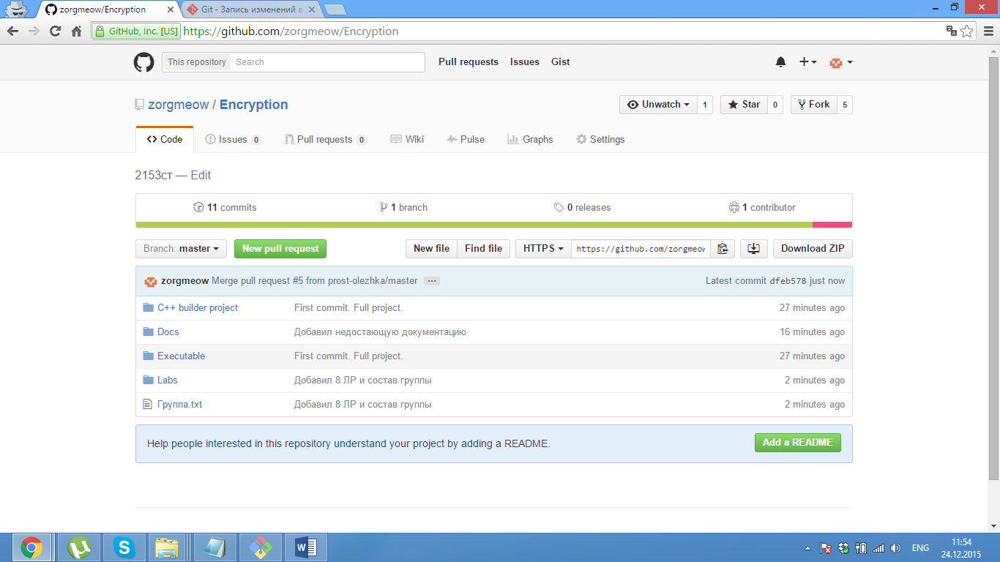 zorgmeow/Encryption
Git - Запись изменений в
GitHub, Inc. [US] https://github.com/zorgmeow/Encryption
This repository Search Pull requests Issues Gist
zorgmeow / Encryption Unwatch 1 Star 0 Fork 5
Code Issues 0 Pull requests 0 Wiki Pulse Graphs Settings
2153ст — Edit
11 commits 1 branch 0 releases 1 contributor
Branch: master New pull request New file Find file HTTPS https://github.com/zorgmeow Download ZIP
zorgmeow Merge pull request #5 from prost-olezhka/master ... Latest commit dfeb578 just now
C++ builder project First commit. Full project. 27 minutes ago
Docs Добавил недостающую документацию 16 minutes ago
Executable First commit. Full project. 27 minutes ago
Labs Добавил 8 ЛР и состав группы 2 minutes ago
Группа.txt Добавил 8 ЛР и состав группы 2 minutes ago
Help people interested in this repository understand your project by adding a README. Add a README
ENG 11:54
24.12.2015